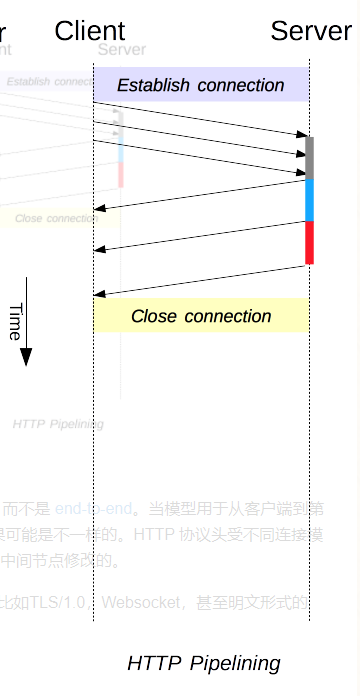 r
Client
Server
nt
Server
Establish connection
Establish connection
Close connection
Close connection
Time
HTTP Pipelining
而不是 end-to-end。当模型用于从客户端到第
果可能是不一样的。HTTP 协议头受不同连接模
中间节点修改的。
比如TLS/1.0，Websocket，甚至明文形式的
HTTP Pipelining